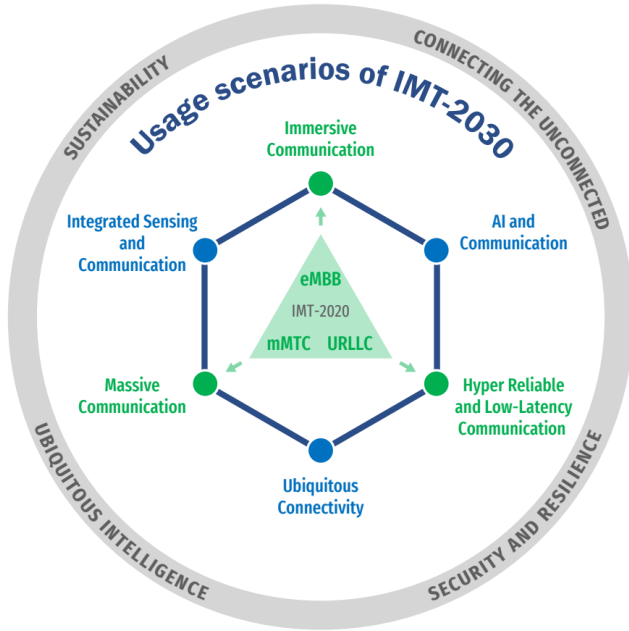 SUSTAINABILITY
CONNECTING THE UNCONNECTED
Usage scenarios of IMT-2030
Immersive
Communication
Integrated Sensing
and
Communication
AI and
Communication
eMBB
IMT-2020
mMTC URLLC
Massive
Communication
Hyper Reliable
and Low-Latency
Communication
Ubiquitous
Connectivity
UBIQUITOUS INTELLIGENCE
SECURITY AND RESILIENCE